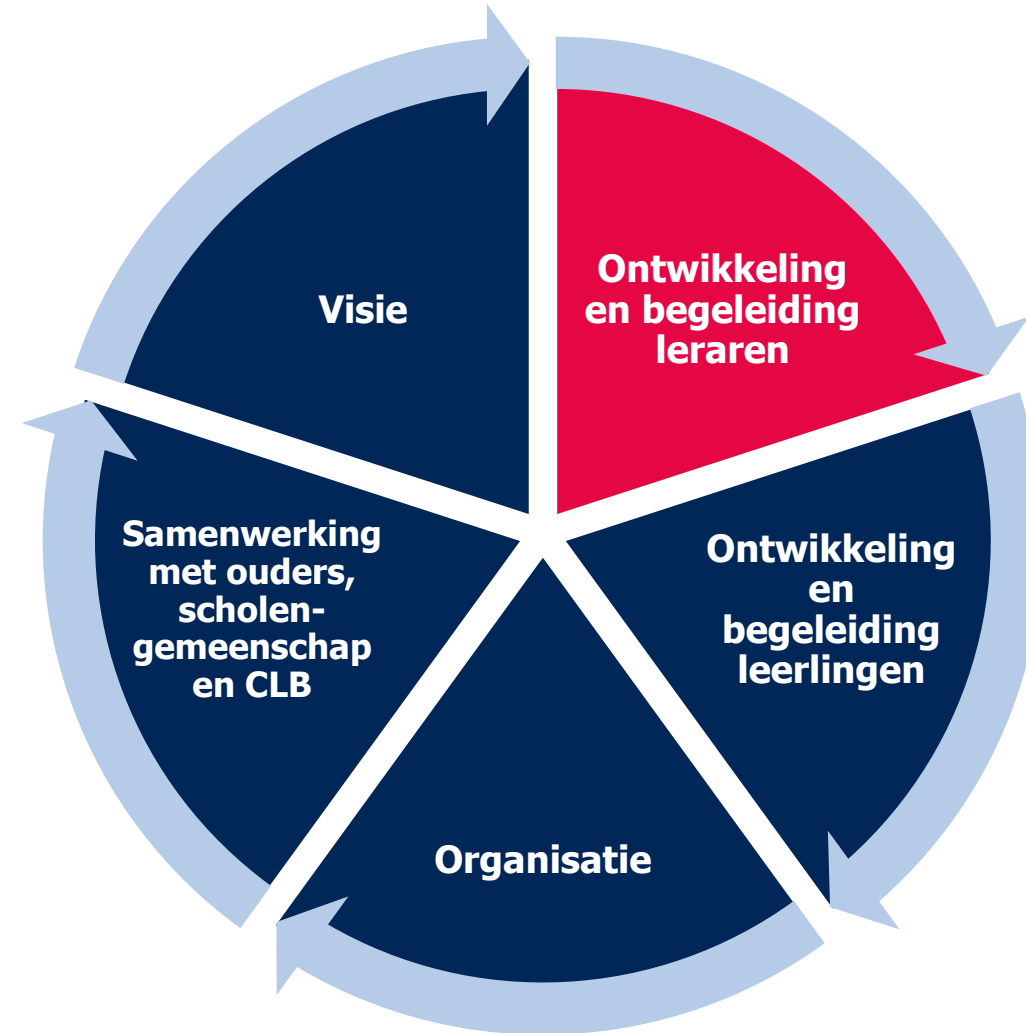 Visie
Ontwikkeling
en begeleiding
leraren
Ontwikkeling
en
begeleiding
leerlingen
Organisatie
Samenwerking
met ouders,
scholen-
gemeenschap
en CLB